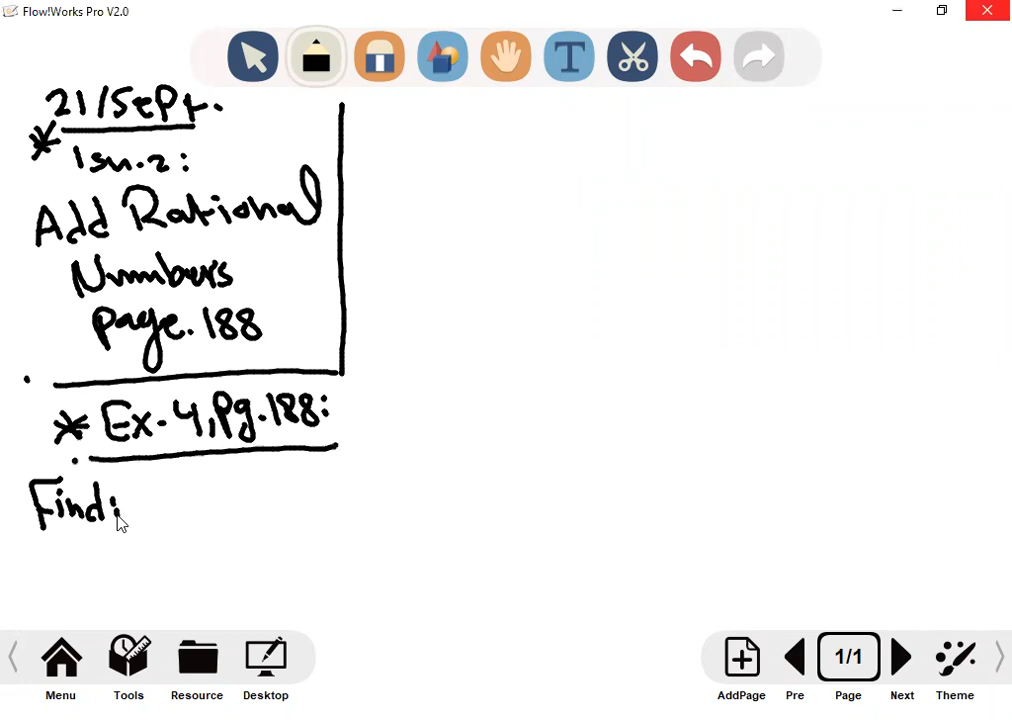 Flow!Works Pro V2.0
21/Sept.
* Lsn.2:
Add Rational
Numbers
page.188
* Ex.4,Pg.188:
Find:
Menu Tools Resource Desktop
1/1
AddPage Pre Page Next Theme